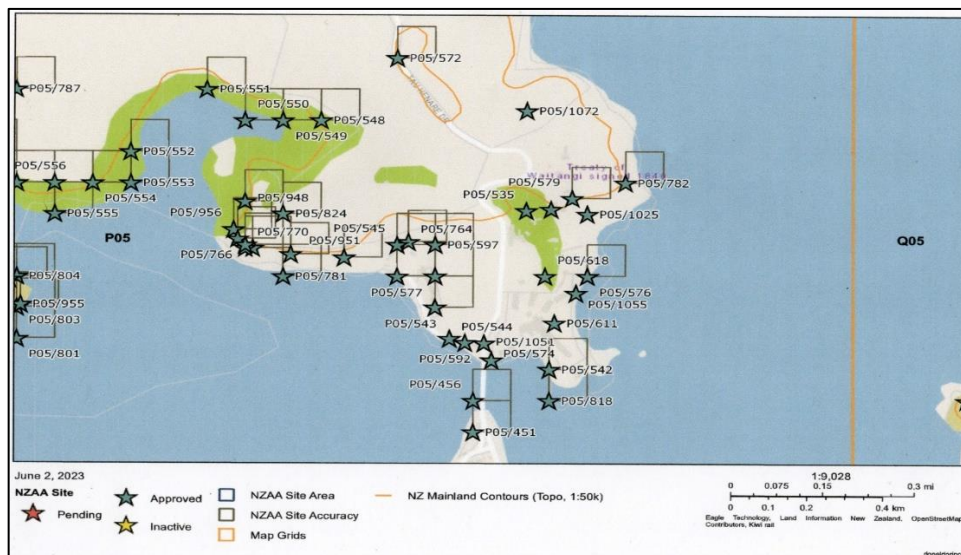 P05/572
P05/787
P05/551
P05/550
P05/1072
P05/548
P05/549
P05/552
Treaty of
Waitangi signed 1840
P05/556
P05/579
P05/782
P05/553
P05/554
P05/948
P05/535
P05/555
P05/956
P05/824
P05/1025
P05/545
P05/764
P05
P05/770
P05/597
Q05
P05/766
P05/951
P05/618
P05/804
P05/781
P05/577
P05/576
P05/955
P05/1055
P05/803
P05/543
P05/544
P05/611
P05/801
P05/592
P05/1051
P05/574
P05/542
P05/456
P05/818
P05/451
June 2, 2023
NZAA Site
Pending
Approved
Inactive
NZAA Site Area
NZAA Site Accuracy
Map Grids
NZ Mainland Contours (Topo, 1:50k)
1:9,028
0 0.075 0.15 0.3 mi
0 0.1 0.2 0.4 km
Eagle Technology, Land Information New Zealand, OpenStreetMap
Contributors, Kiwi rail